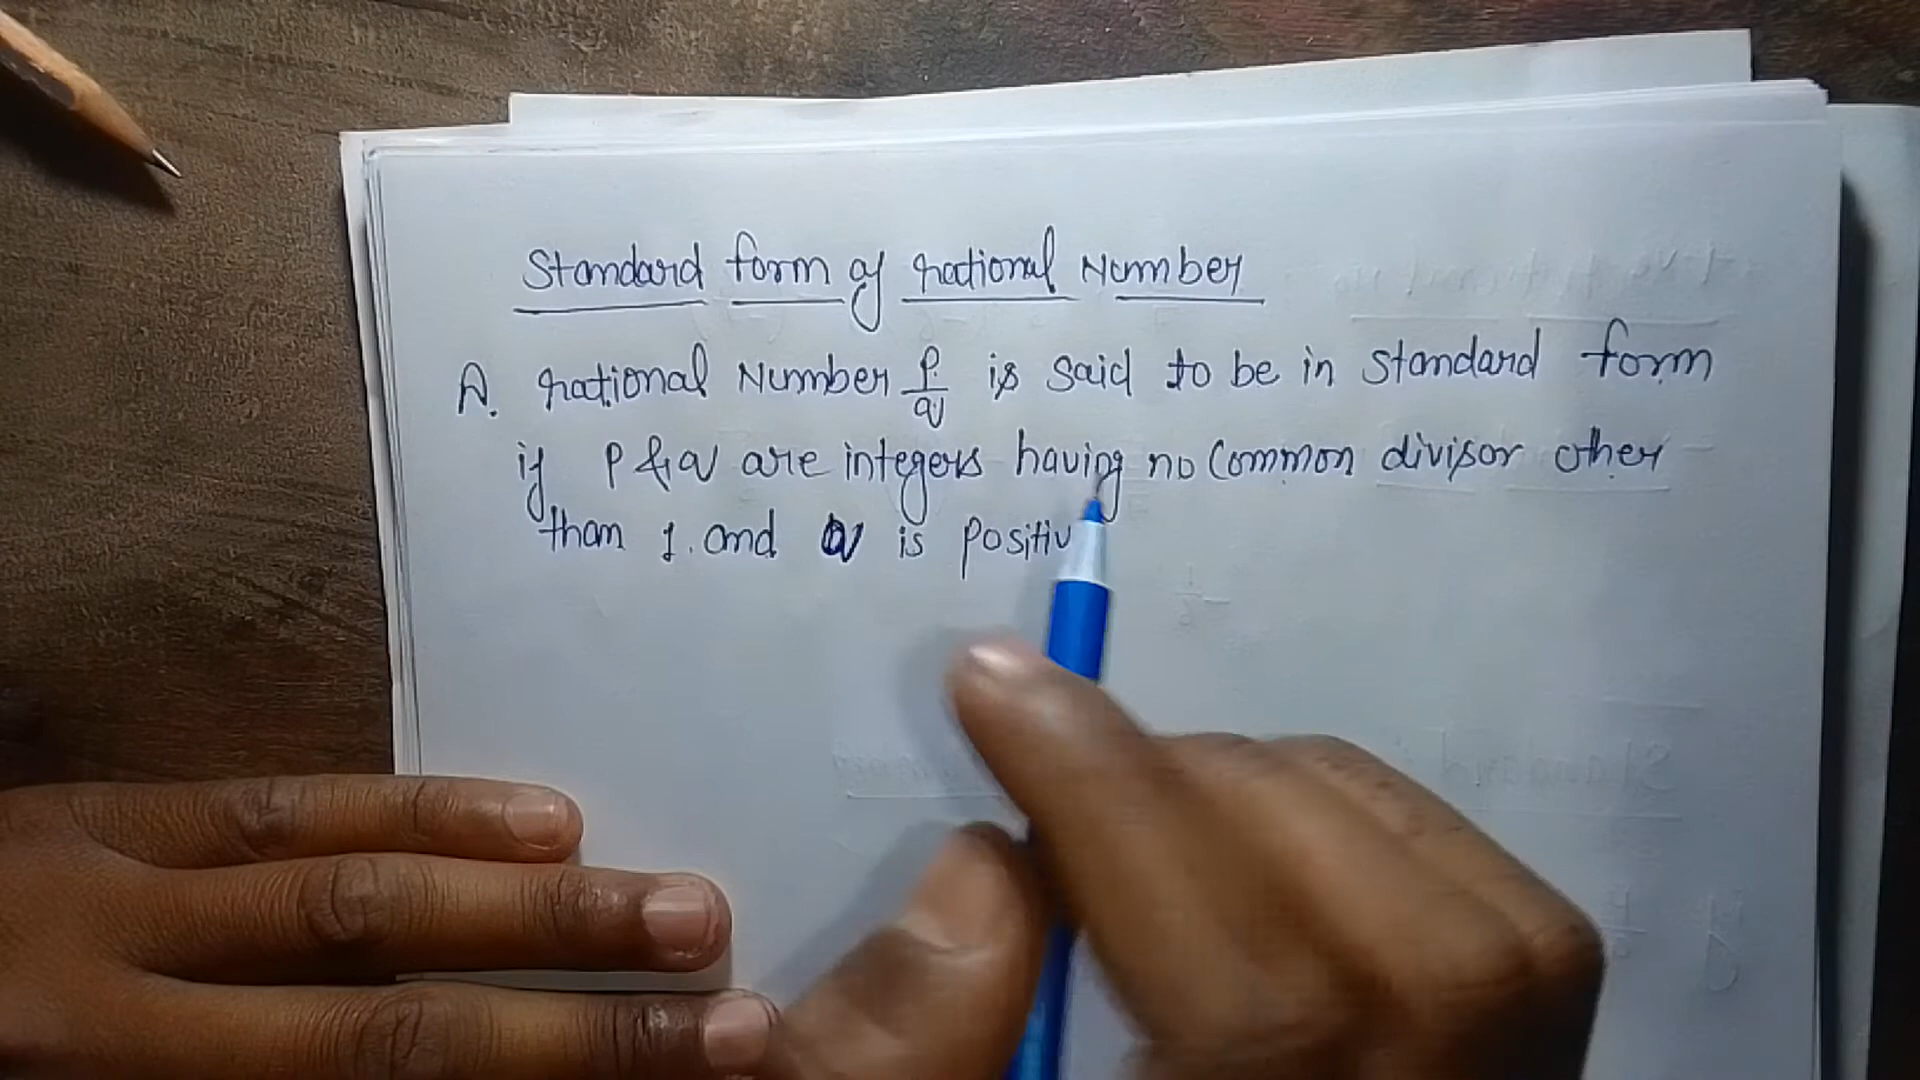 Standard form of rational Number
A. rational Number P/q is said to be in standard form
if P & q are integers having no common divisor other
than 1. and q is positiv